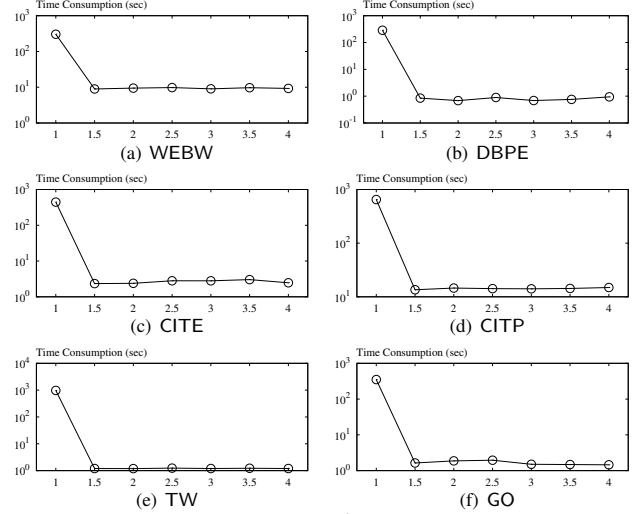 Time Consumption (sec)
10^3
10^2
10^1
10^0
1 1.5 2 2.5 3 3.5 4
(a) WEBW
Time Consumption (sec)
10^3
10^2
10^1
10^0
10^-1
1 1.5 2 2.5 3 3.5 4
(b) DBPE
Time Consumption (sec)
10^3
10^2
10^1
10^0
1 1.5 2 2.5 3 3.5 4
(c) CITE
Time Consumption (sec)
10^3
10^2
10^1
1 1.5 2 2.5 3 3.5 4
(d) CITP
Time Consumption (sec)
10^4
10^3
10^2
10^1
10^0
1 1.5 2 2.5 3 3.5 4
(e) TW
Time Consumption (sec)
10^3
10^2
10^1
10^0
1 1.5 2 2.5 3 3.5 4
(f) GO